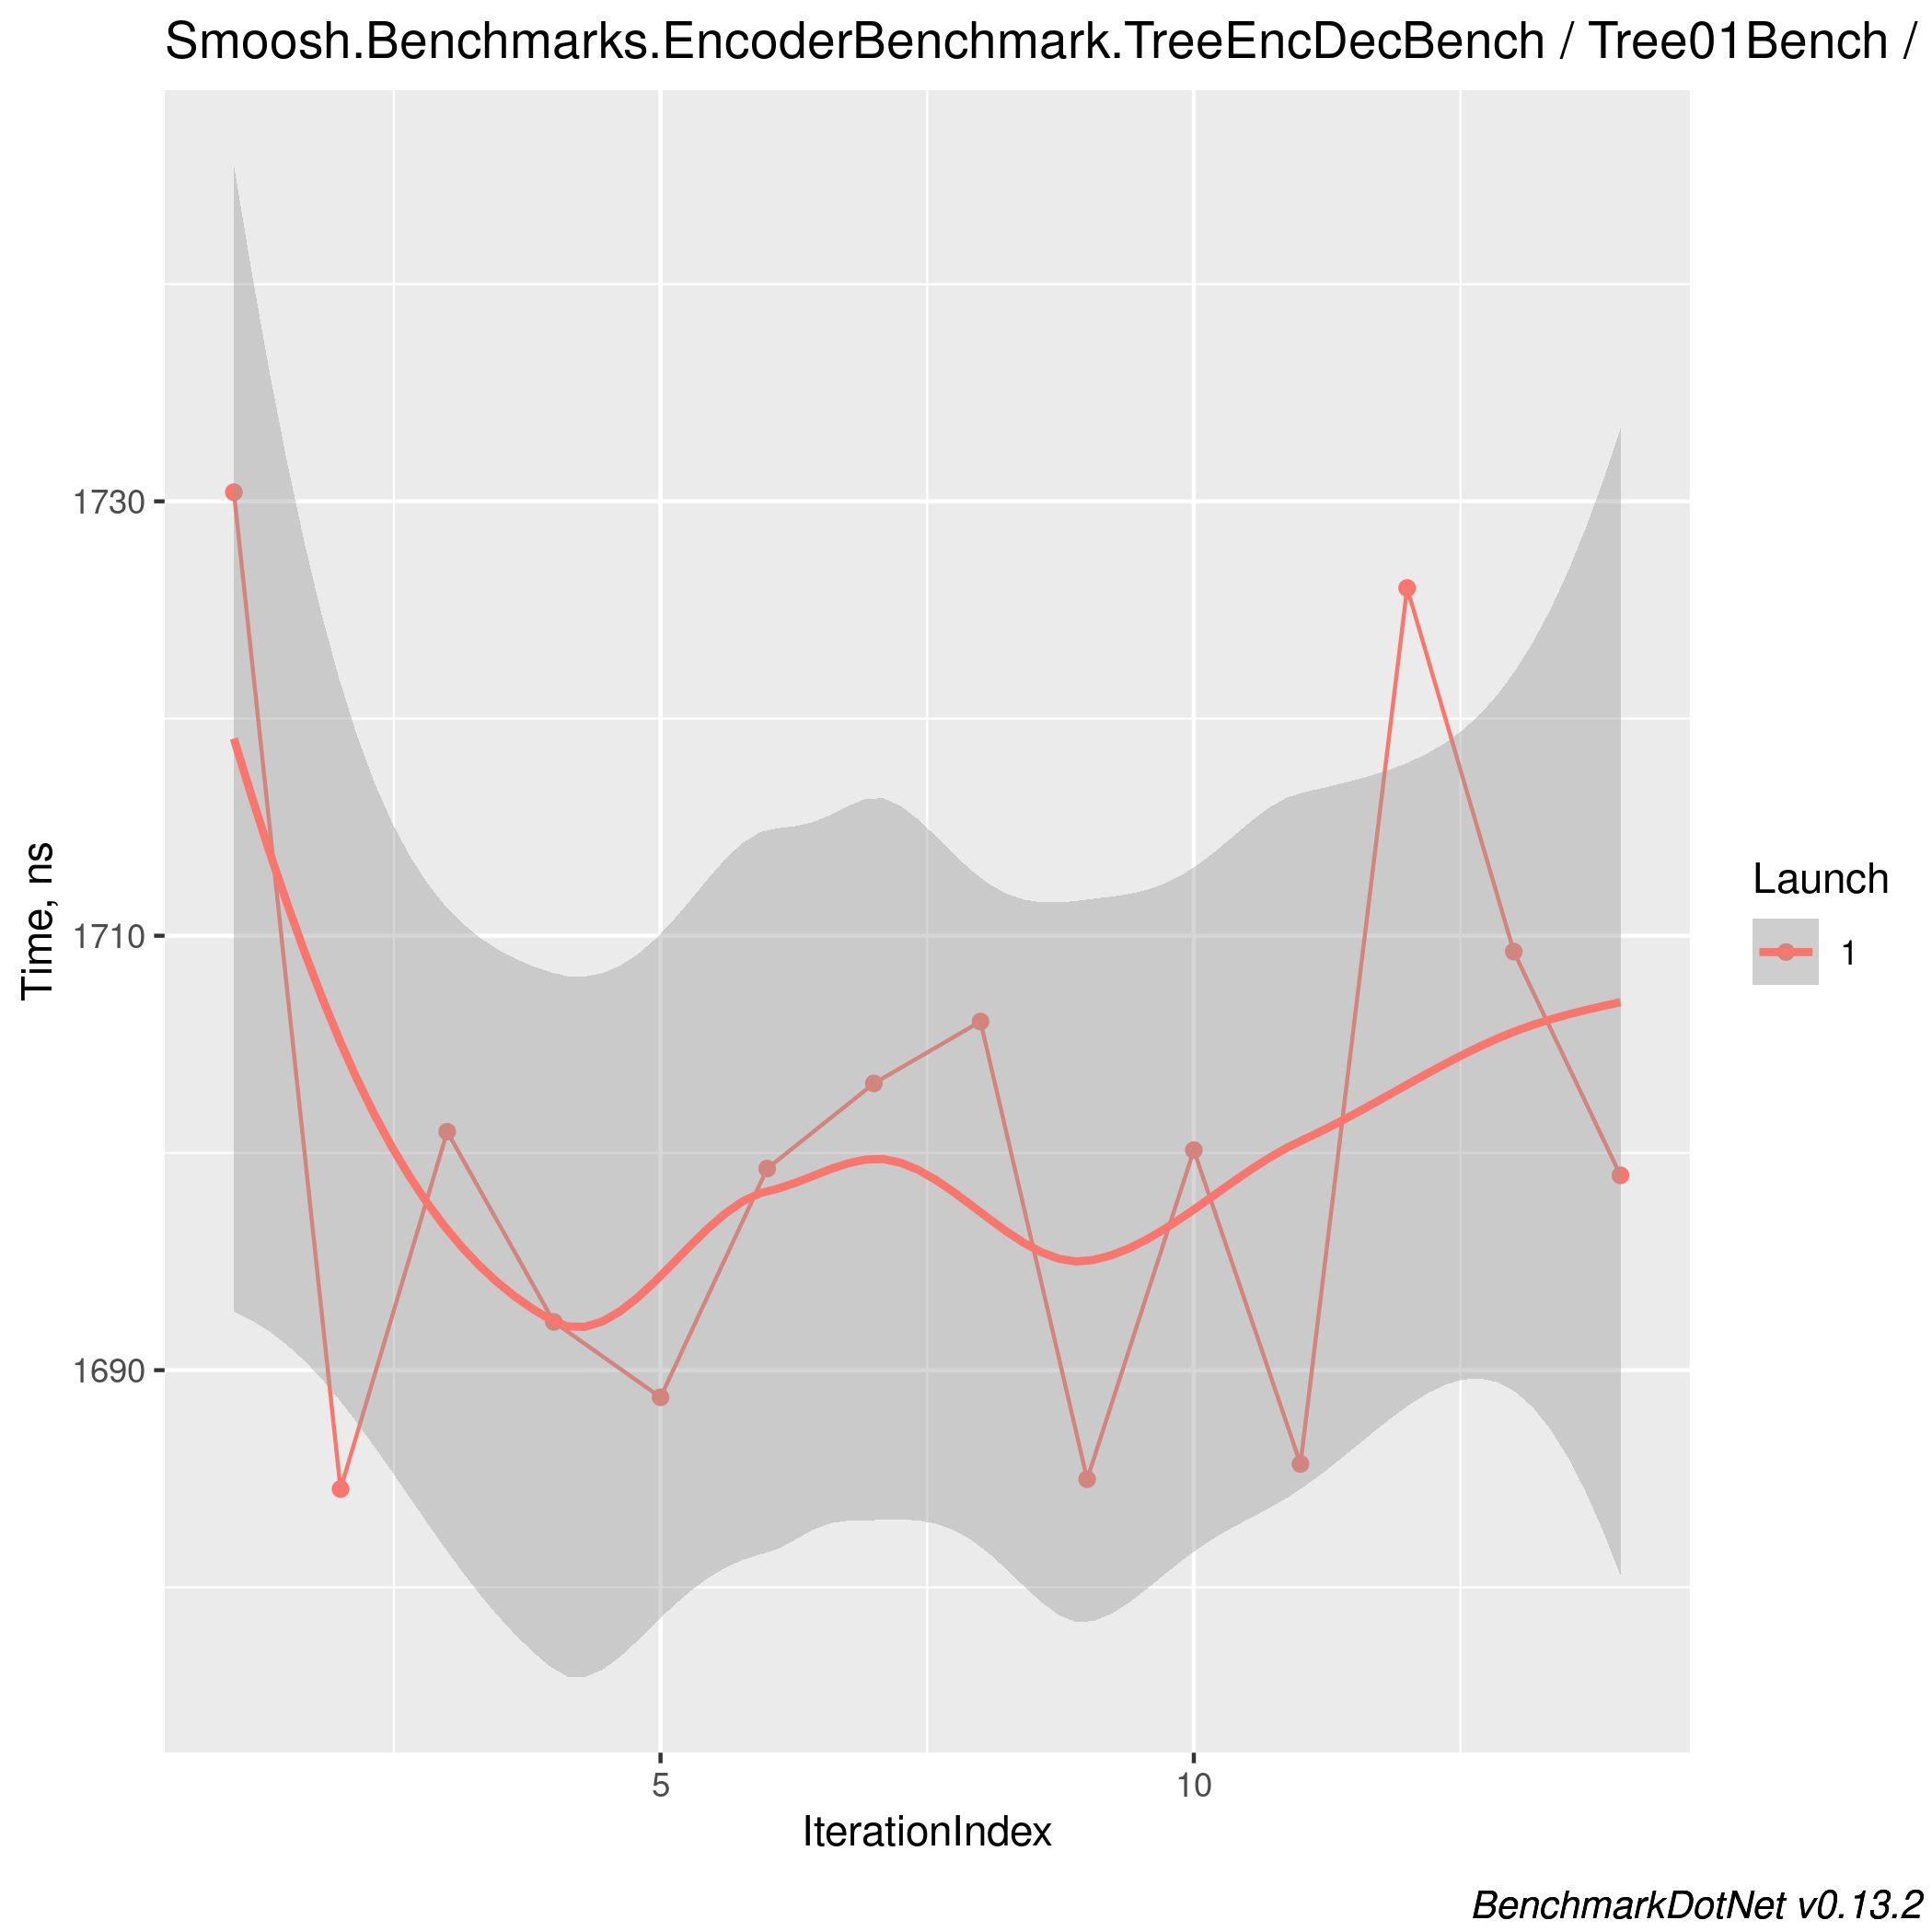 Smoosh.Benchmarks.EncoderBenchmark.TreeEncDecBench / Tree01Bench /
1730
1710
1690
Time, ns
5
10
IterationIndex
Launch
1
BenchmarkDotNet v0.13.2